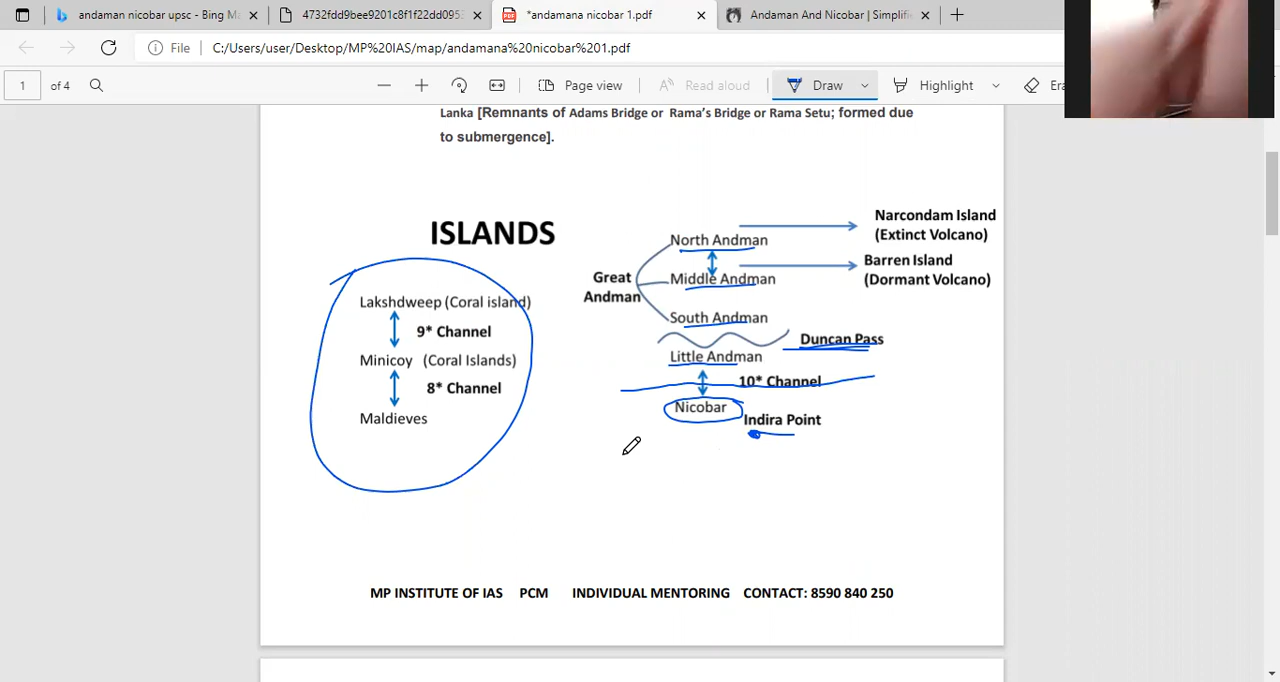 andaman nicobar upsc - Bing Ma
4732fdd9bee9201c8f1f22dd095
*andamana nicobar 1.pdf
Andaman And Nicobar | Simplifi
File
C:/Users/user/Desktop/MP%20IAS/map/andamana%20nicobar%201.pdf
1 of 4
Page view
Read aloud
Draw
Highlight
Era
Lanka [Remnants of Adams Bridge or Rama's Bridge or Rama Setu; formed due
to submergence].
ISLANDS
Lakshdweep (Coral island)
9* Channel
Minicoy (Coral Islands)
8* Channel
Maldieves
Great
Andman
North Andman
Middle Andman
South Andman
Little Andman
Nicobar
Narcondam Island
(Extinct Volcano)
Barren Island
(Dormant Volcano)
Duncan Pass
10* Channel
Indira Point
MP INSTITUTE OF IAS PCM INDIVIDUAL MENTORING CONTACT: 8590 840 250